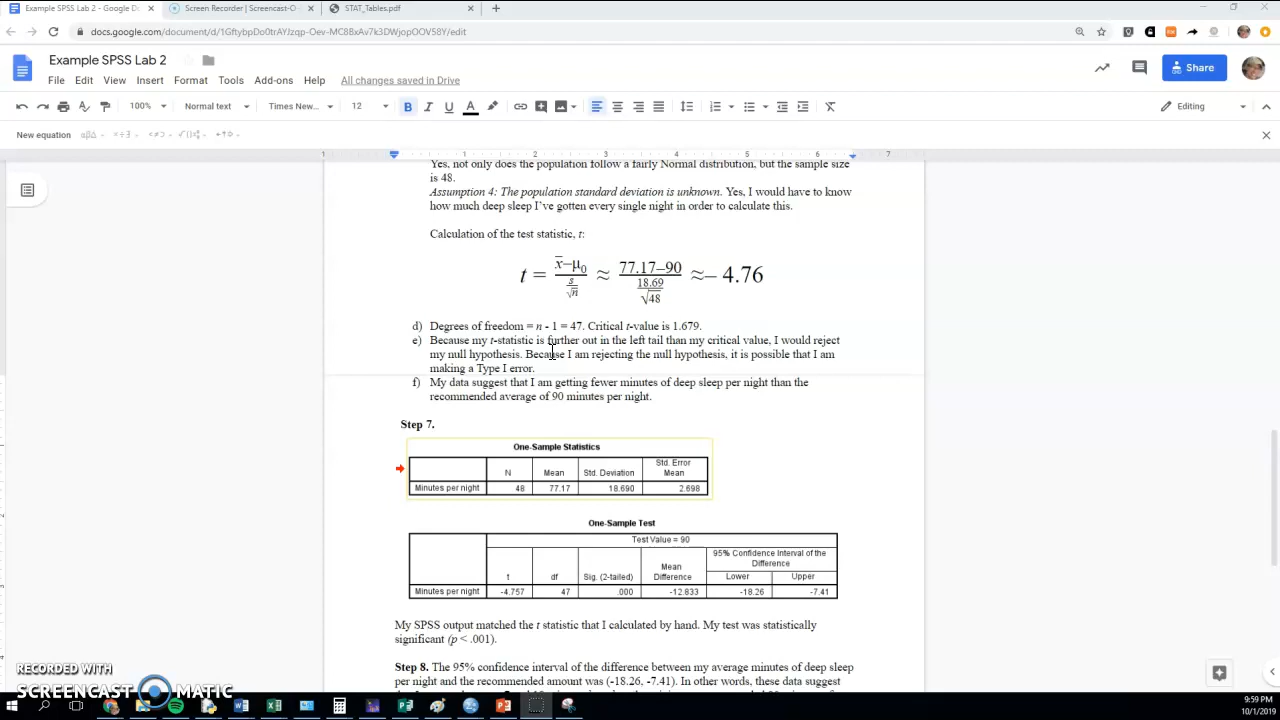 Example SPSS Lab 2 - Google D
Screen Recorder | Screencast-O
STAT_Tables.pdf
docs.google.com/document/d/1GftybpDo0trAYJzqp-Oev-MC8BxAv7k3DWjopOOV58Y/edit
Example SPSS Lab 2
File Edit View Insert Format Tools Add-ons Help All changes saved in Drive
Share
100% Normal text Times New... 12 B I U A Editing
New equation
1 1 2 3 4 5 6 7
Yes, not only does the population follow a fairly Normal distribution, but the sample size
is 48.
Assumption 4: The population standard deviation is unknown. Yes, I would have to know
how much deep sleep I've gotten every single night in order to calculate this.
Calculation of the test statistic, t:
t = x̄–μ0 / (s/√n) ≈ 77.17–90 / (18.69/√48) ≈– 4.76
d) Degrees of freedom = n - 1 = 47. Critical t-value is 1.679.
e) Because my t-statistic is further out in the left tail than my critical value, I would reject
my null hypothesis. Because I am rejecting the null hypothesis, it is possible that I am
making a Type I error.
f) My data suggest that I am getting fewer minutes of deep sleep per night than the
recommended average of 90 minutes per night.
Step 7.
One-Sample Statistics
N Mean Std. Deviation Std. Error Mean
Minutes per night 48 77.17 18.690 2.698
One-Sample Test
Test Value = 90
95% Confidence Interval of the Difference
t df Sig. (2-tailed) Mean Difference Lower Upper
Minutes per night -4.757 47 .000 -12.833 -18.26 -7.41
My SPSS output matched the t statistic that I calculated by hand. My test was statistically
significant (p < .001).
Step 8. The 95% confidence interval of the difference between my average minutes of deep sleep
per night and the recommended amount was (-18.26, -7.41). In other words, these data suggest
RECORDED WITH
SCREENCAST MATIC
9:59 PM
10/1/2019